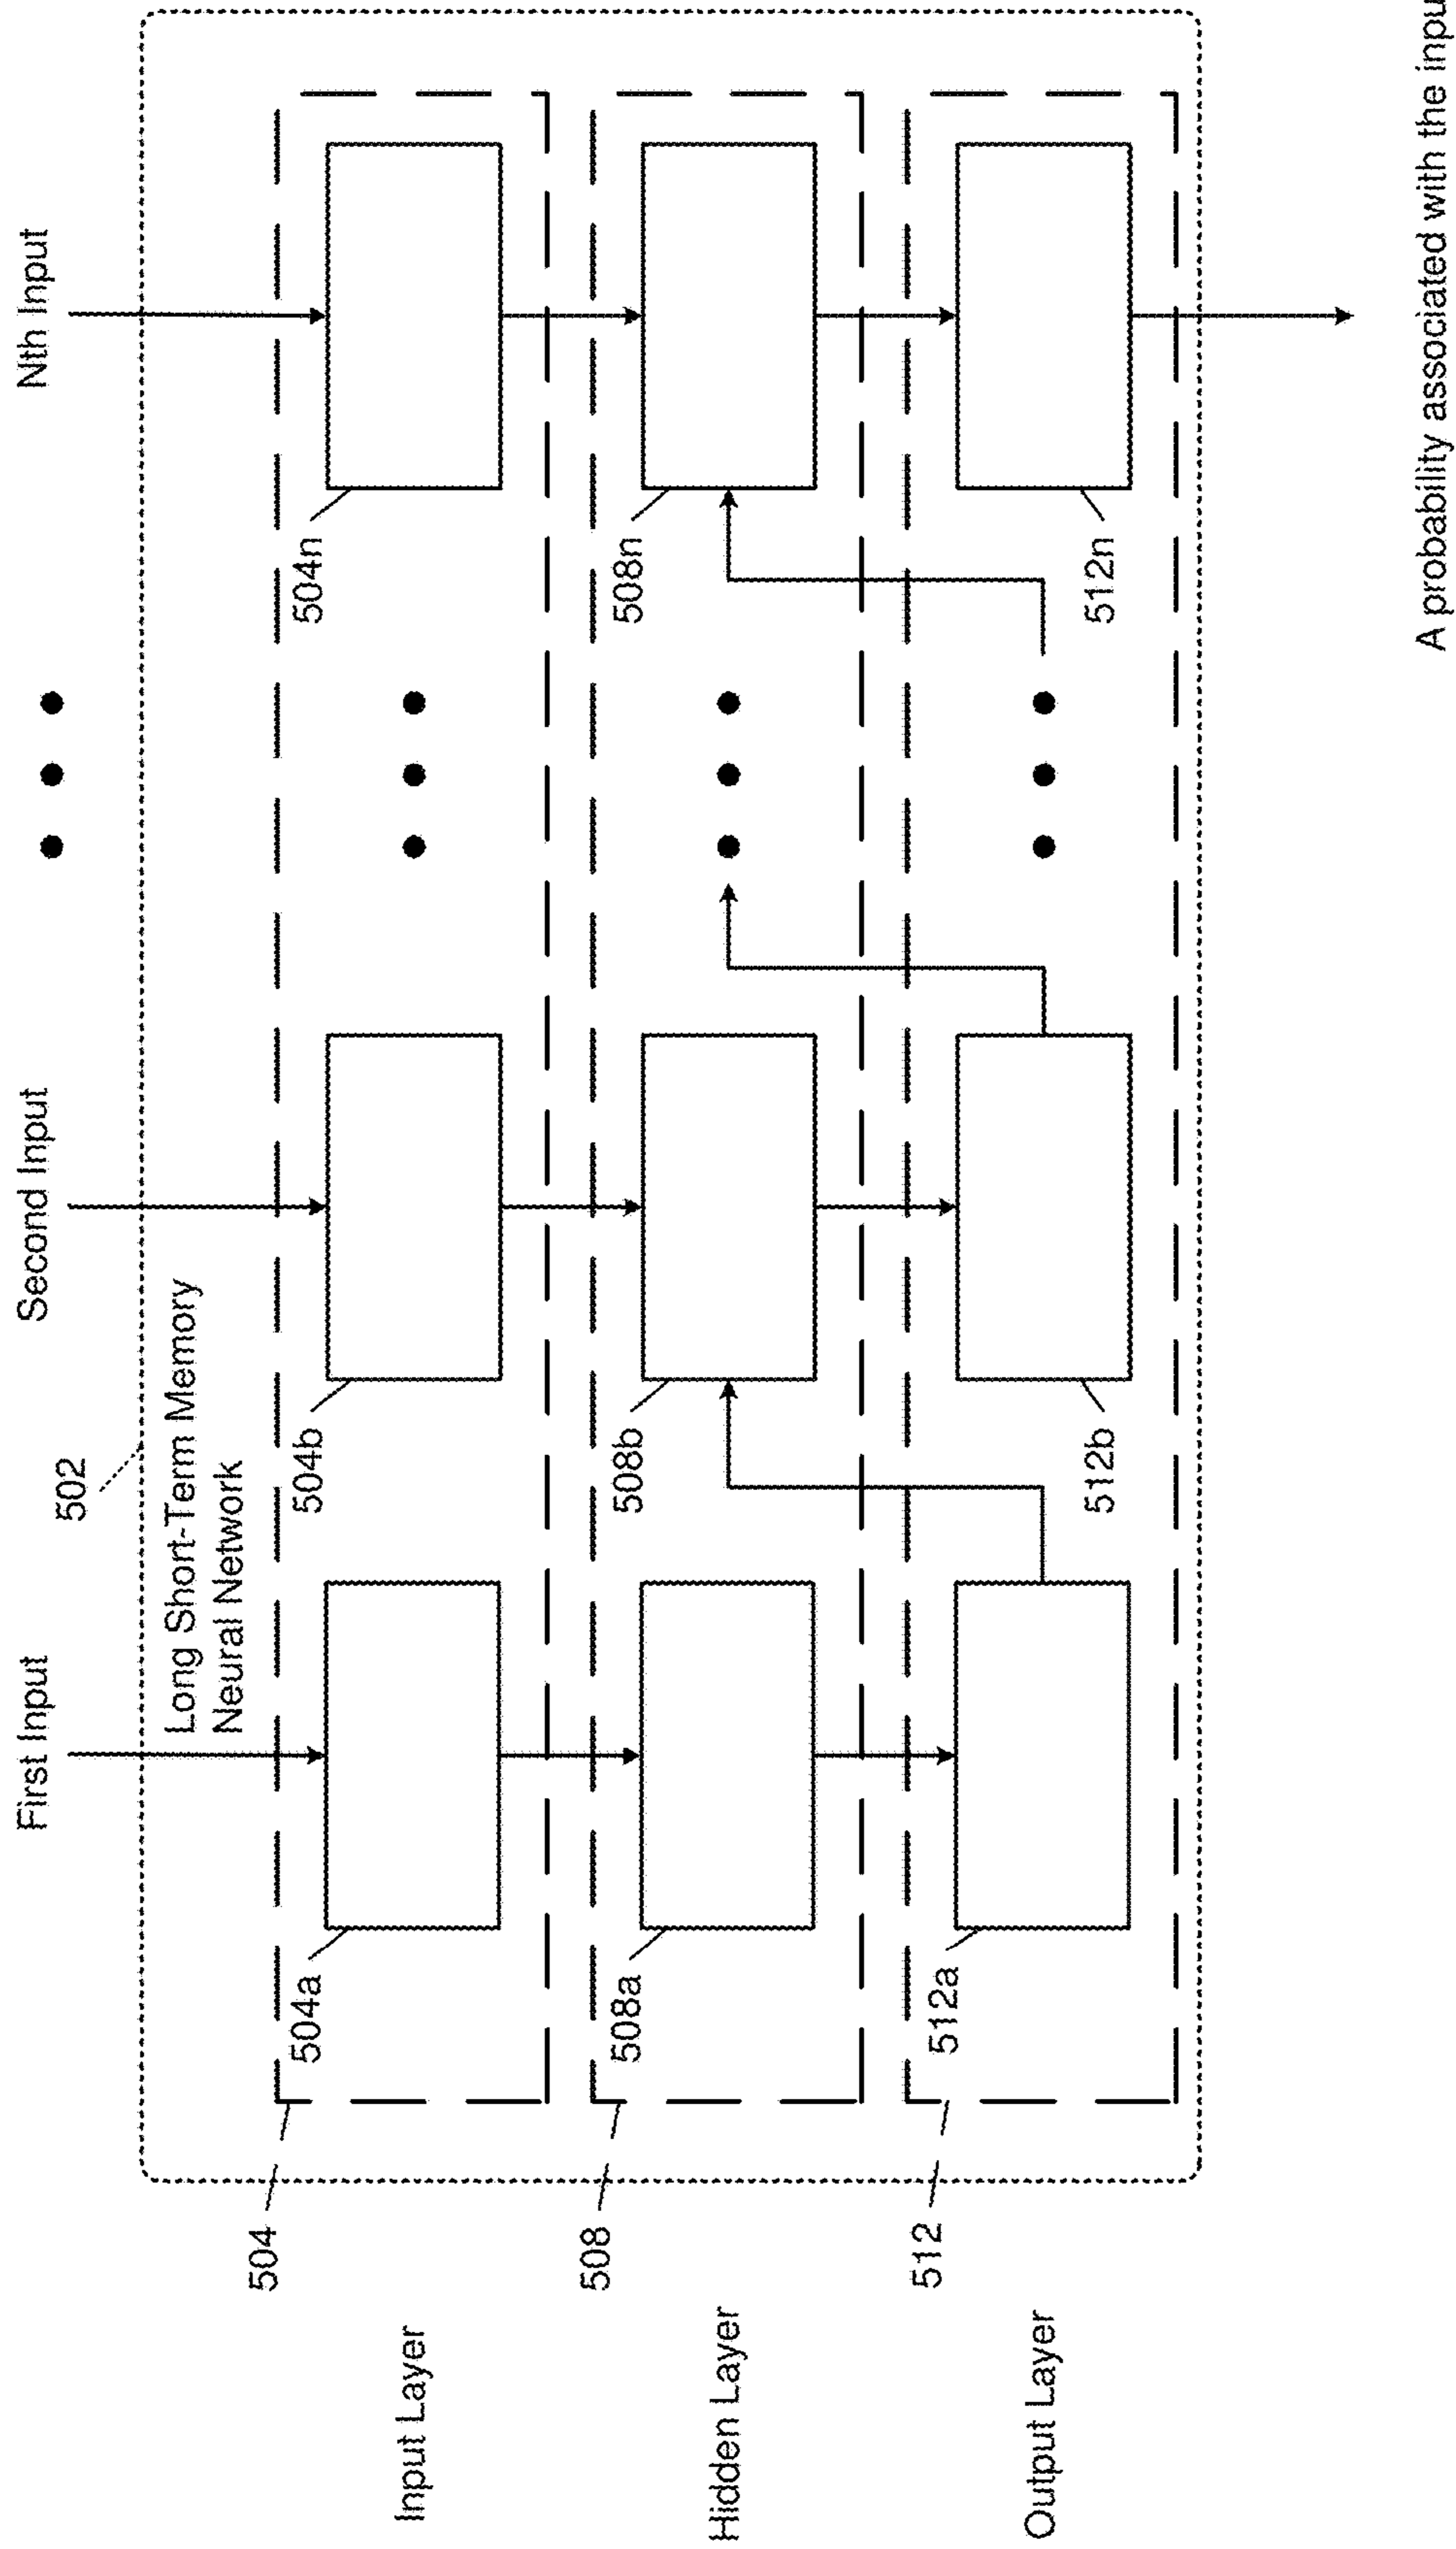 First Input
Second Input
Nth Input
502
Long Short-Term Memory
Neural Network
504
Input Layer
504a
504b
504n
508
Hidden Layer
508a
508b
508n
512
Output Layer
512a
512b
512n
A probability associated with the inpu